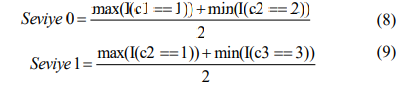 Seviye 0 = max(I(c1 == 1)) + min(I(c2 == 2)) / 2 (8)
Seviye 1 = max(I(c2 == 1)) + min(I(c3 == 3)) / 2 (9)